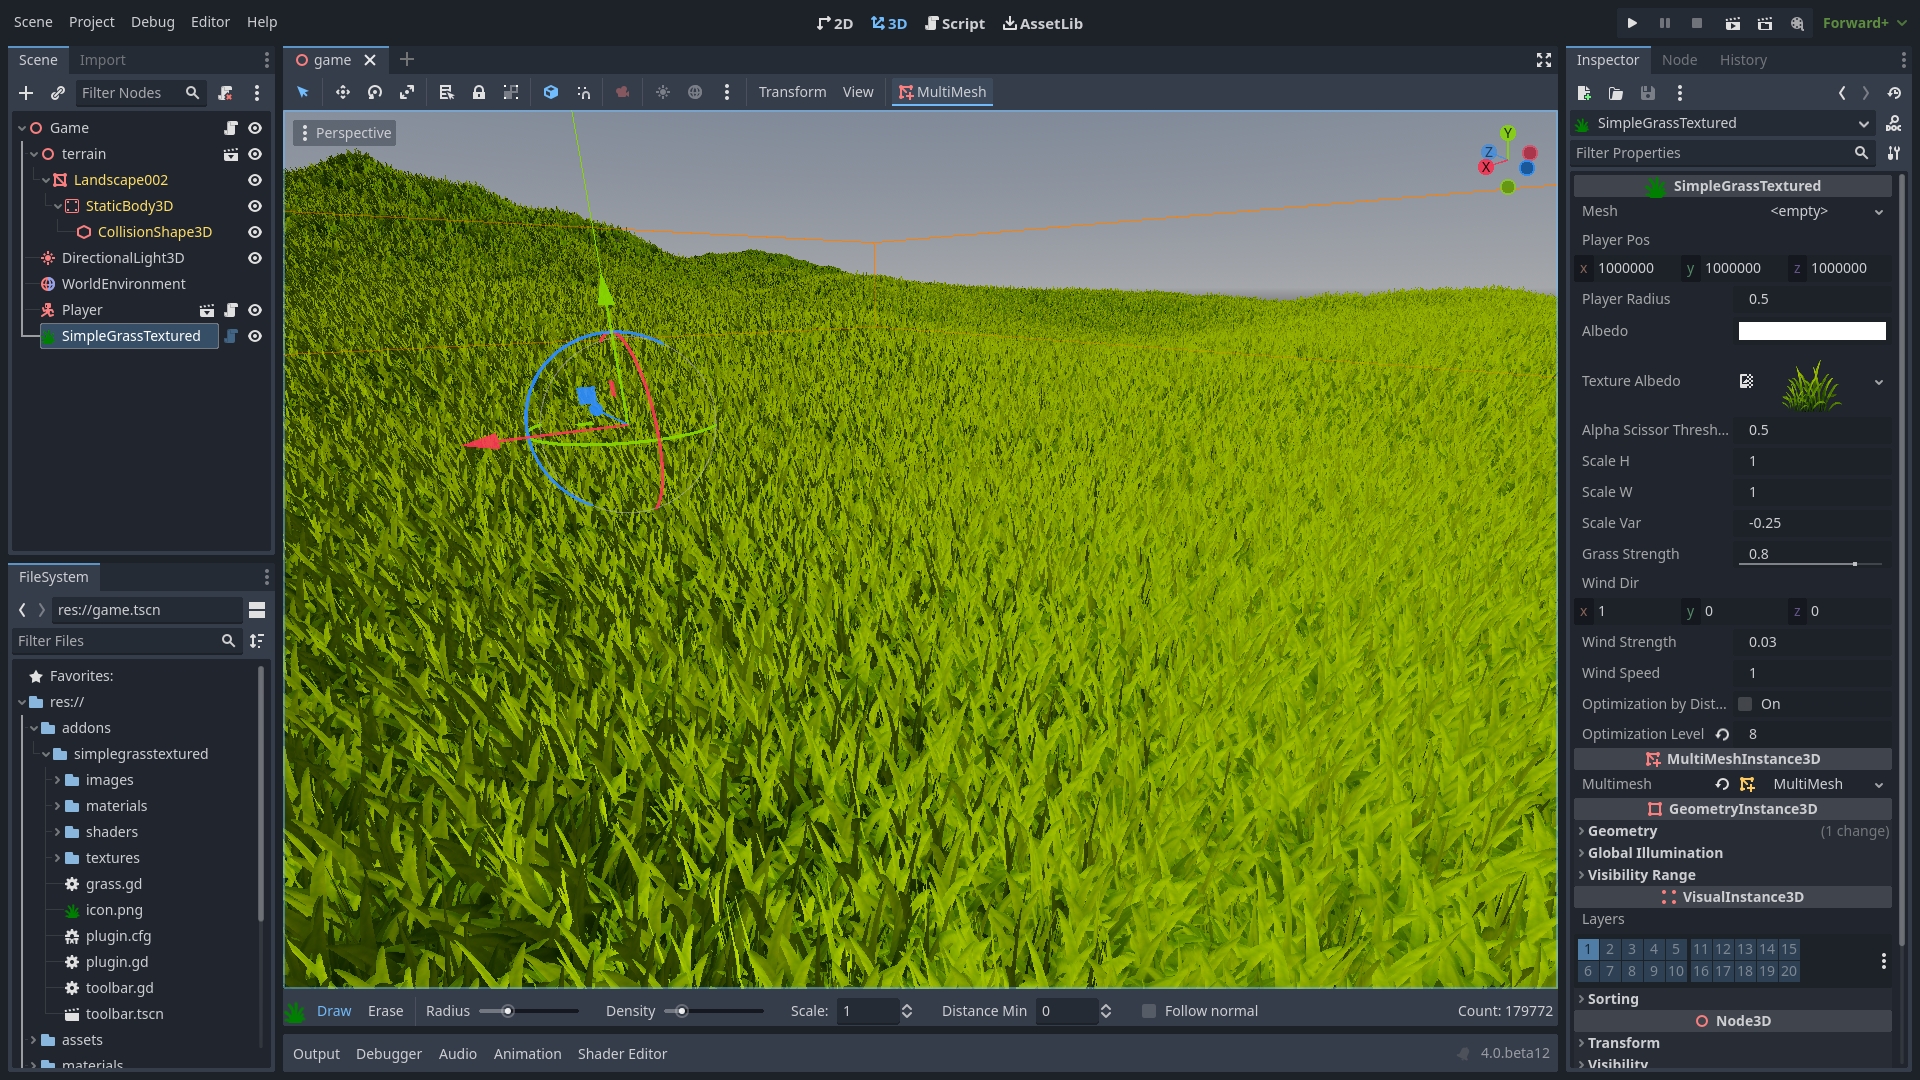 Scene Project Debug Editor Help
2D 3D Script AssetLib
Forward+
Scene Import
Filter Nodes
Game
terrain
Landscape002
StaticBody3D
CollisionShape3D
DirectionalLight3D
WorldEnvironment
Player
SimpleGrassTextured
FileSystem
res://game.tscn
Filter Files
Favorites:
res://
addons
simplegrasstextured
images
materials
shaders
textures
grass.gd
icon.png
plugin.cfg
plugin.gd
toolbar.gd
toolbar.tscn
assets
materials
game
Transform View MultiMesh
Perspective
Y
Z
X
Draw Erase Radius Density Scale: 1 Distance Min 0 Follow normal Count: 179772
Output Debugger Audio Animation Shader Editor 4.0.beta12
Inspector Node History
SimpleGrassTextured
DOC
Filter Properties
SimpleGrassTextured
Mesh <empty>
Player Pos
x 1000000 y 1000000 z 1000000
Player Radius 0.5
Albedo
Texture Albedo
Alpha Scissor Thresh... 0.5
Scale H 1
Scale W 1
Scale Var -0.25
Grass Strength 0.8
Wind Dir
x 1 y 0 z 0
Wind Strength 0.03
Wind Speed 1
Optimization by Dist... On
Optimization Level 8
MultiMeshInstance3D
Multimesh MultiMesh
GeometryInstance3D
Geometry (1 change)
Global Illumination
Visibility Range
VisualInstance3D
Layers
1 2 3 4 5 11 12 13 14 15
6 7 8 9 10 16 17 18 19 20
Sorting
Node3D
Transform
Visibility